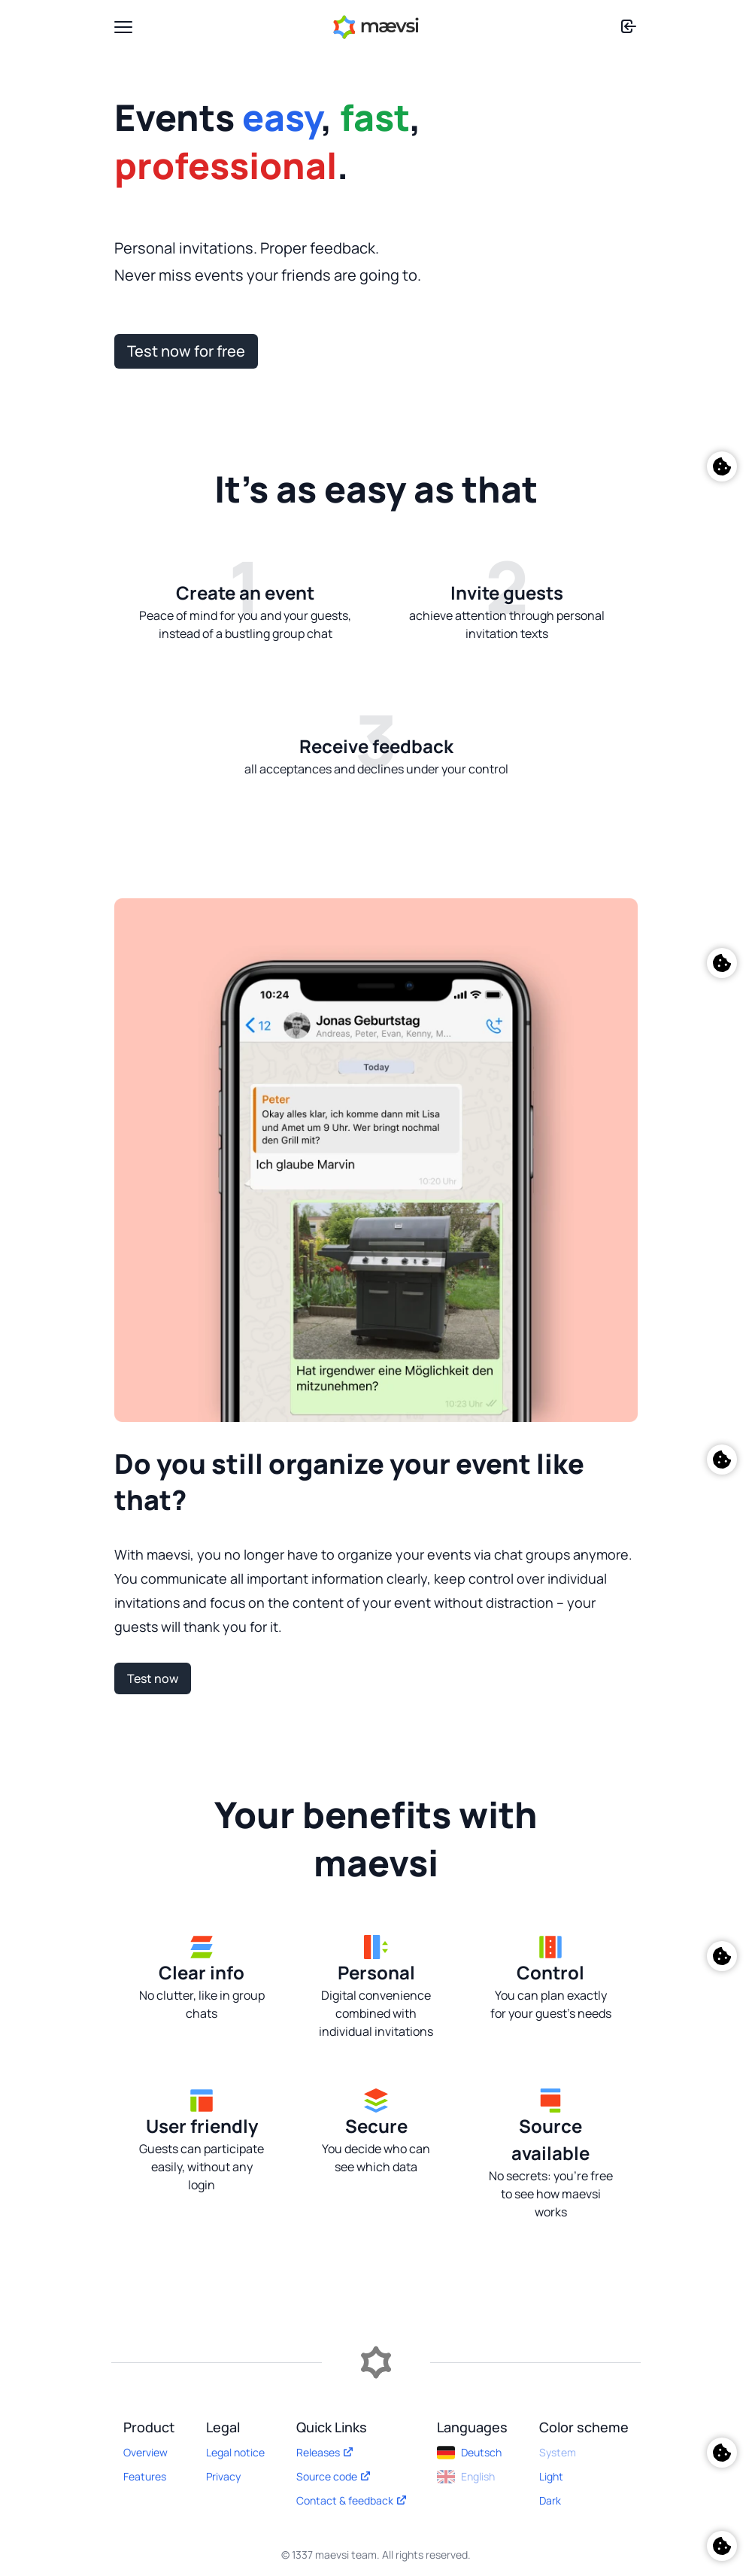 mævsi
Events easy, fast,
professional.
Personal invitations. Proper feedback.
Never miss events your friends are going to.
Test now for free
It’s as easy as that
1
Create an event
Peace of mind for you and your guests,
instead of a bustling group chat
2
Invite guests
achieve attention through personal
invitation texts
3
Receive feedback
all acceptances and declines under your control
10:24
12
Jonas Geburtstag
Andreas, Peter, Evan, Kenny, M...
Today
Peter
Okay alles klar, ich komme dann mit Lisa
und Amet um 9 Uhr. Wer bringt nochmal
den Grill mit?
Ich glaube Marvin
10:20 Uhr
Hat irgendwer eine Möglichkeit den
mitzunehmen?
10:23 Uhr
Do you still organize your event like
that?
With maevsi, you no longer have to organize your events via chat groups anymore.
You communicate all important information clearly, keep control over individual
invitations and focus on the content of your event without distraction – your
guests will thank you for it.
Test now
Your benefits with
maevsi
Clear info
No clutter, like in group
chats
Personal
Digital convenience
combined with
individual invitations
Control
You can plan exactly
for your guest’s needs
User friendly
Guests can participate
easily, without any
login
Secure
You decide who can
see which data
Source
available
No secrets: you’re free
to see how maevsi
works
Product
Overview
Features
Legal
Legal notice
Privacy
Quick Links
Releases
Source code
Contact & feedback
Languages
Deutsch
English
Color scheme
System
Light
Dark
© 1337 maevsi team. All rights reserved.